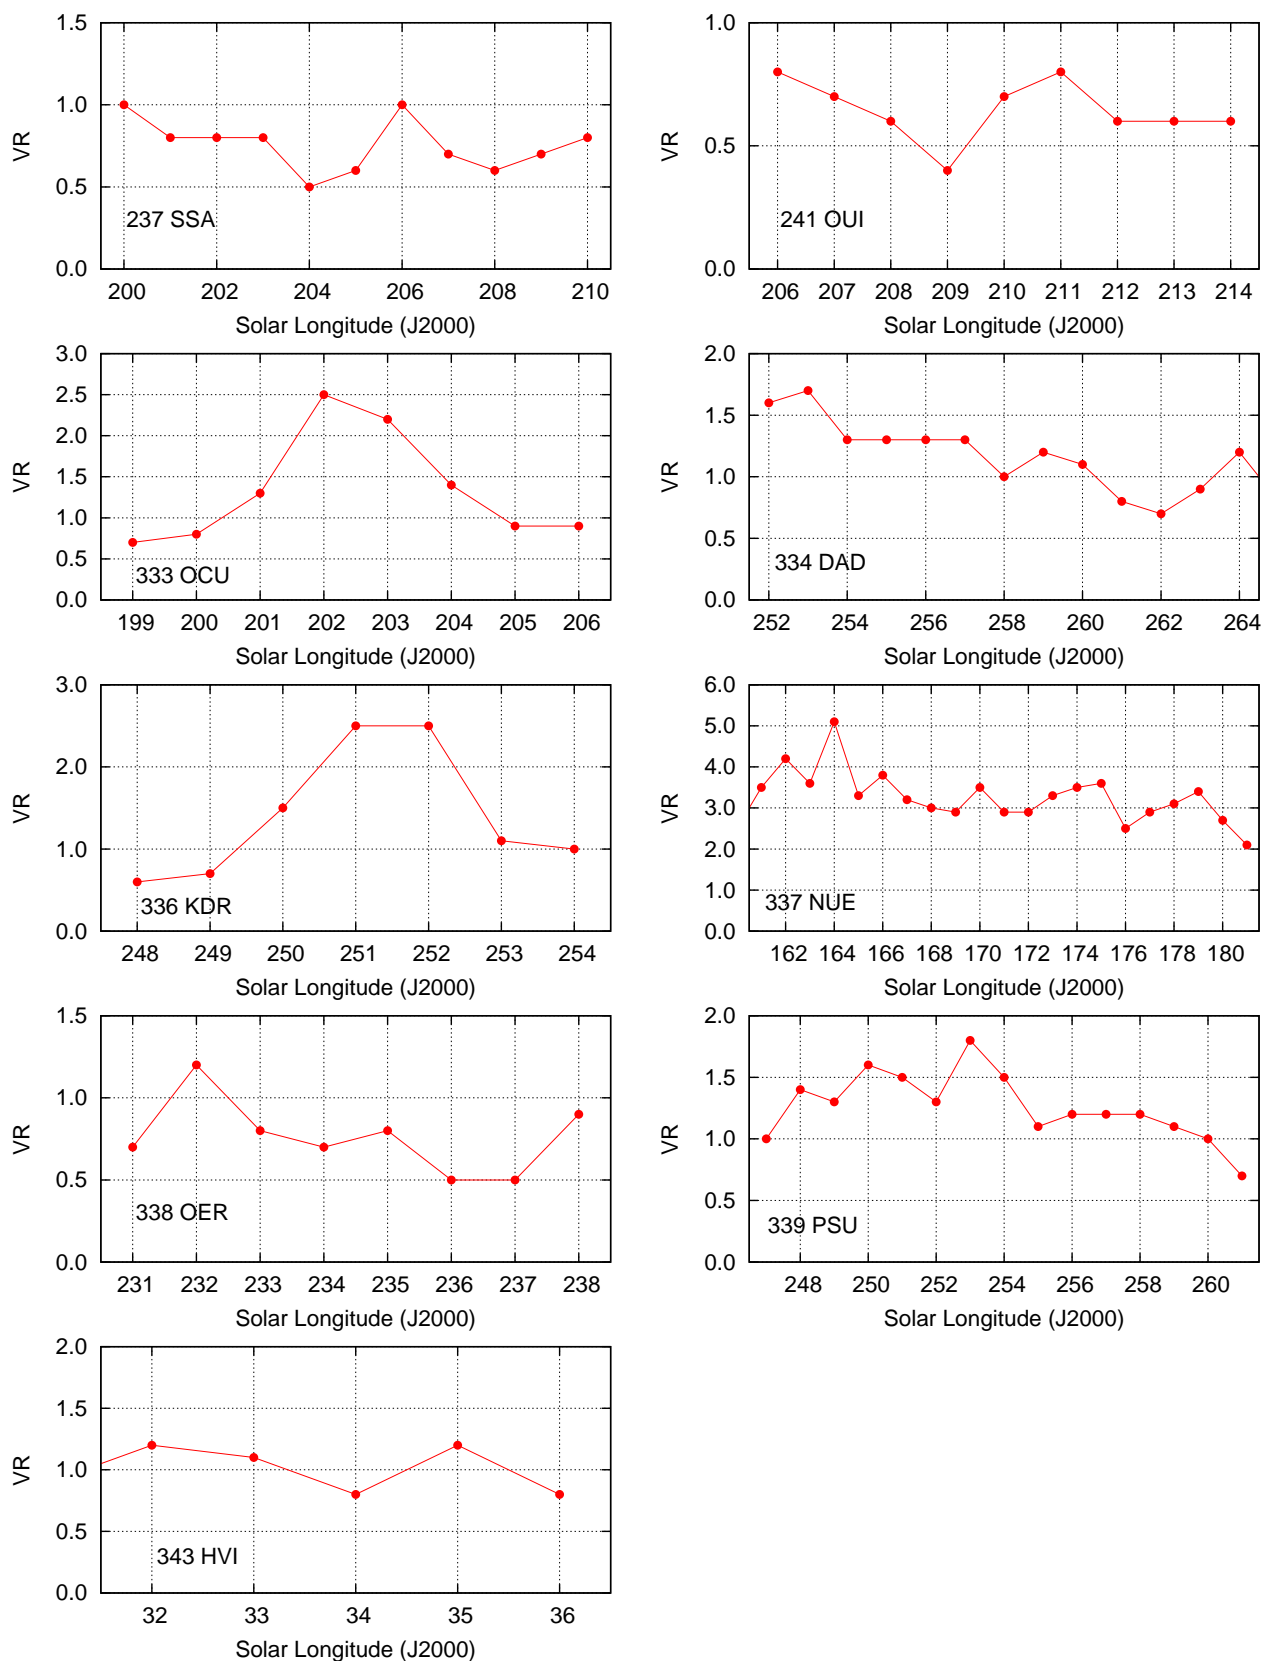 1.5
1.0
VR
0.5
237 SSA
0.0
200 202 204 206 208 210
Solar Longitude (J2000)
1.0
VR
0.5
241 OUI
0.0
206 207 208 209 210 211 212 213 214
Solar Longitude (J2000)
3.0
2.5
2.0
VR
1.5
1.0
0.5
333 OCU
0.0
199 200 201 202 203 204 205 206
Solar Longitude (J2000)
2.0
1.5
VR
1.0
0.5
334 DAD
0.0
252 254 256 258 260 262 264
Solar Longitude (J2000)
3.0
2.0
VR
1.0
336 KDR
0.0
248 249 250 251 252 253 254
Solar Longitude (J2000)
6.0
5.0
4.0
VR
3.0
2.0
1.0
337 NUE
0.0
162 164 166 168 170 172 174 176 178 180
Solar Longitude (J2000)
1.5
1.0
VR
0.5
338 OER
0.0
231 232 233 234 235 236 237 238
Solar Longitude (J2000)
2.0
1.5
VR
1.0
0.5
339 PSU
0.0
248 250 252 254 256 258 260
Solar Longitude (J2000)
2.0
1.5
VR
1.0
0.5
343 HVI
0.0
32 33 34 35 36
Solar Longitude (J2000)